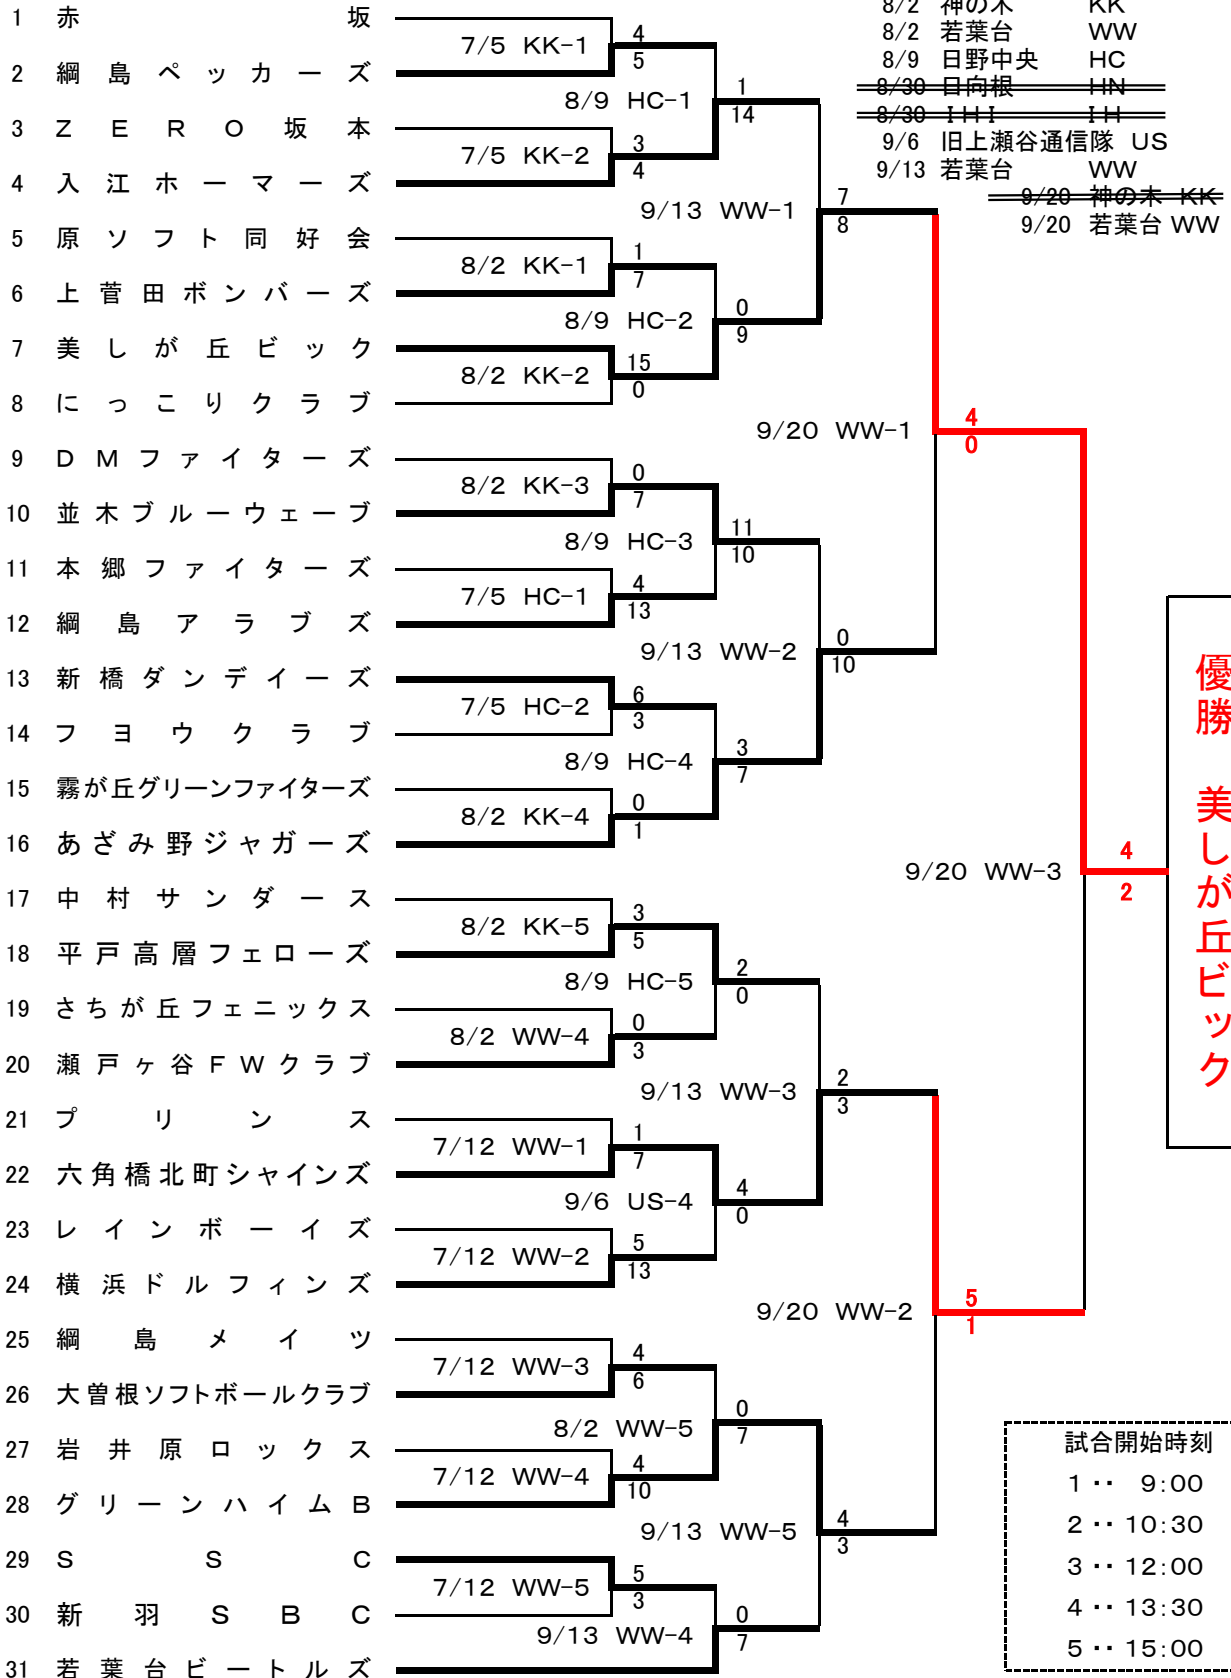 8/2 神の木 KK
8/2 若葉台 WW
8/9 日野中央 HC
8/30 日向根 HN
8/30 IHI IH
9/6 旧上瀬谷通信隊 US
9/13 若葉台 WW
9/20 神の木 KK
9/20 若葉台 WW
1 赤坂
7/5 KK-1
4
5
2 綱島ペッカーズ
8/9 HC-1
1
14
3 ZERO坂本
7/5 KK-2
3
4
4 入江ホーマーズ
9/13 WW-1
7
8
5 原ソフト同好会
8/2 KK-1
1
7
6 上菅田ボンバーズ
8/9 HC-2
0
9
7 美しが丘ビック
8/2 KK-2
15
0
8 にっこりクラブ
9/20 WW-1
4
0
9 DMファイターズ
8/2 KK-3
0
7
10 並木ブルーウェーブ
8/9 HC-3
11
10
11 本郷ファイターズ
7/5 HC-1
4
13
12 綱島アラブズ
9/13 WW-2
0
10
13 新橋ダンデイーズ
7/5 HC-2
6
3
14 フヨウクラブ
8/9 HC-4
3
7
15 霧が丘グリーンファイターズ
8/2 KK-4
0
1
16 あざみ野ジャガーズ
9/20 WW-3
4
2
優勝 美しが丘ビック
17 中村サンダース
8/2 KK-5
3
5
18 平戸高層フェローズ
8/9 HC-5
2
0
19 さちが丘フェニックス
8/2 WW-4
0
3
20 瀬戸ヶ谷FWクラブ
9/13 WW-3
2
3
21 プリンス
7/12 WW-1
1
7
22 六角橋北町シャインズ
9/6 US-4
4
0
23 レインボーイズ
7/12 WW-2
5
13
24 横浜ドルフィンズ
9/20 WW-2
5
1
25 綱島メイツ
7/12 WW-3
4
6
26 大曽根ソフトボールクラブ
8/2 WW-5
0
7
27 岩井原ロックス
7/12 WW-4
4
10
28 グリーンハイムB
9/13 WW-5
4
3
29 SSC
7/12 WW-5
5
3
30 新羽SBC
9/13 WW-4
0
7
31 若葉台ビートルズ
試合開始時刻
1 ‥ 9:00
2 ‥ 10:30
3 ‥ 12:00
4 ‥ 13:30
5 ‥ 15:00